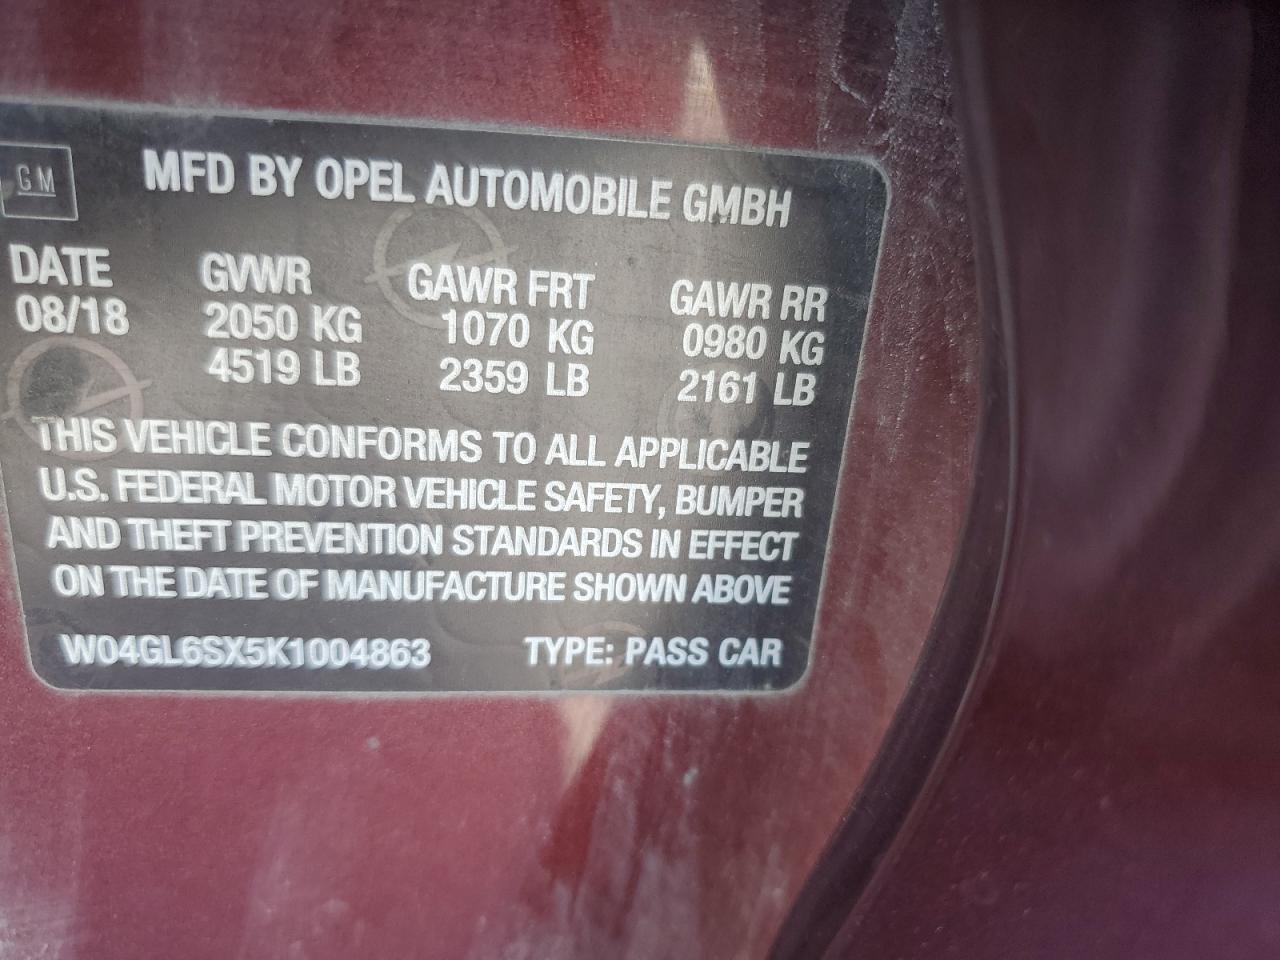 GM
MFD BY OPEL AUTOMOBILE GMBH
DATE GVWR GAWR FRT GAWR RR
08/18 2050 KG 1070 KG 0980 KG
4519 LB 2359 LB 2161 LB
THIS VEHICLE CONFORMS TO ALL APPLICABLE
U.S. FEDERAL MOTOR VEHICLE SAFETY, BUMPER
AND THEFT PREVENTION STANDARDS IN EFFECT
ON THE DATE OF MANUFACTURE SHOWN ABOVE
W04GL6SX5K1004863 TYPE: PASS CAR